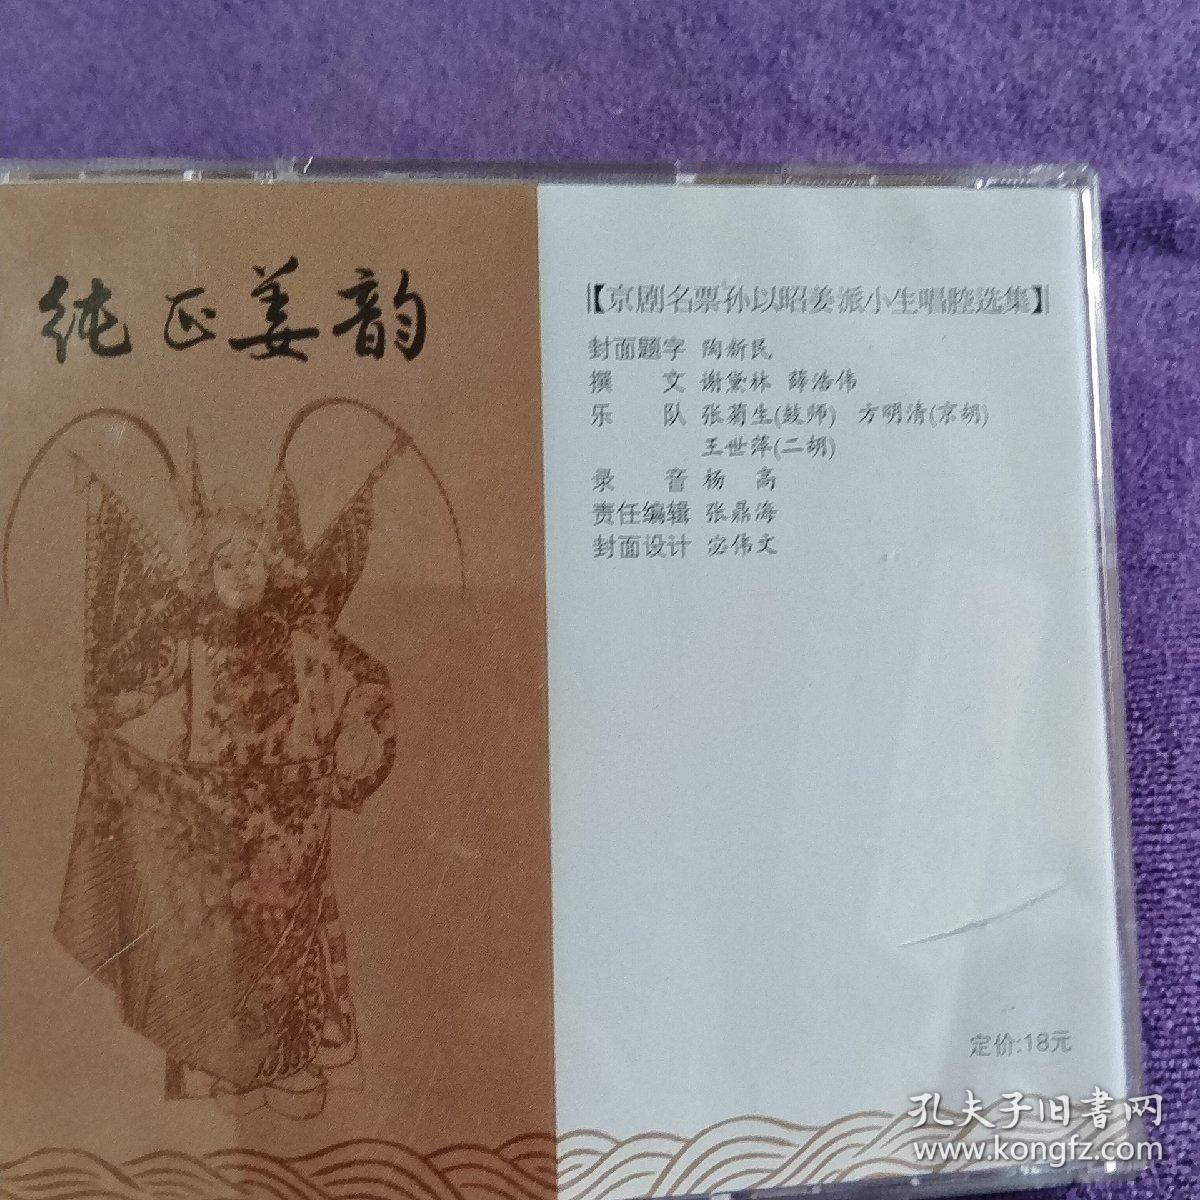 纯正姜韵
【京剧名票孙以昭姜派小生唱腔选集】
封面题字 陶新民
撰 文 谢黛林 薛浩伟
乐 队 张菊生(鼓师) 方明清(京胡)
王世萍(二胡)
录 音 杨 高
责任编辑 张鼎海
封面设计 宓伟文
定价:18元
孔夫子旧书网
www.kongfz.com